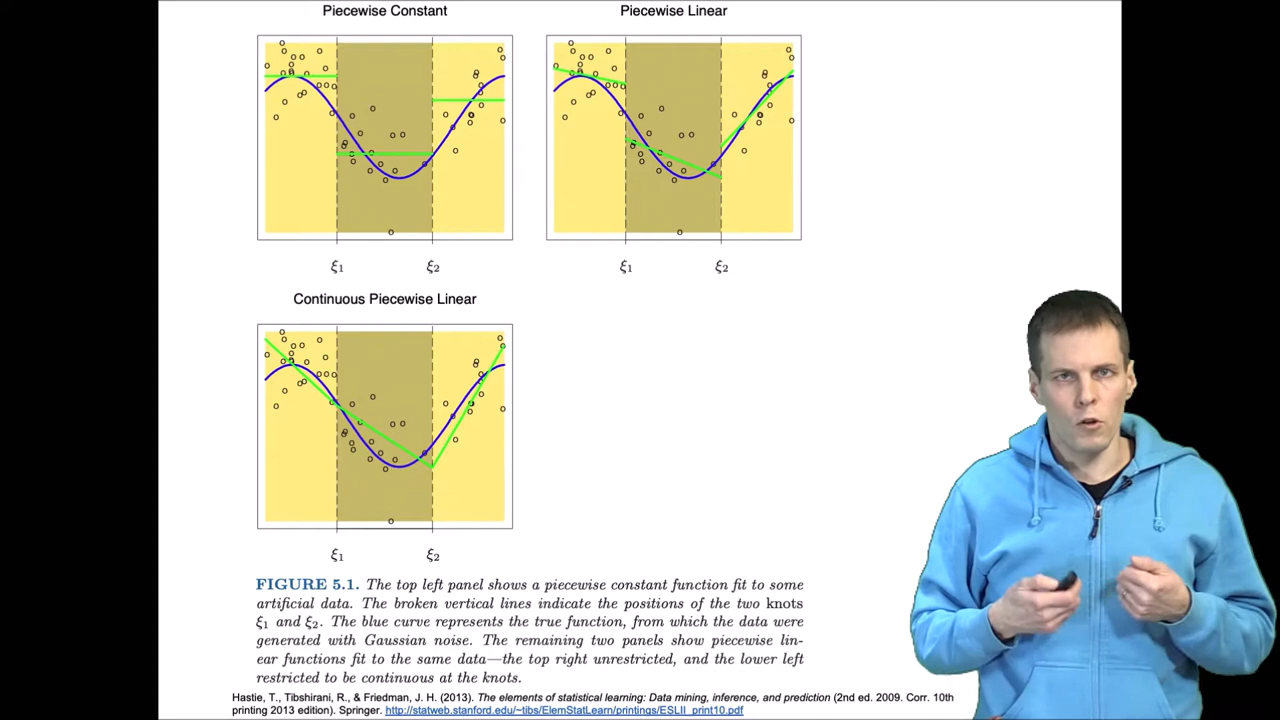 Piecewise Constant
Piecewise Linear
ξ1
ξ2
ξ1
ξ2
Continuous Piecewise Linear
ξ1
ξ2
FIGURE 5.1. The top left panel shows a piecewise constant function fit to some
artificial data. The broken vertical lines indicate the positions of the two knots
ξ1 and ξ2. The blue curve represents the true function, from which the data were
generated with Gaussian noise. The remaining two panels show piecewise lin-
ear functions fit to the same data—the top right unrestricted, and the lower left
restricted to be continuous at the knots.
Hastie, T., Tibshirani, R., & Friedman, J. H. (2013). The elements of statistical learning: Data mining, inference, and prediction (2nd ed. 2009. Corr. 10th
printing 2013 edition). Springer. http://statweb.stanford.edu/~tibs/ElemStatLearn/printings/ESLII_print10.pdf